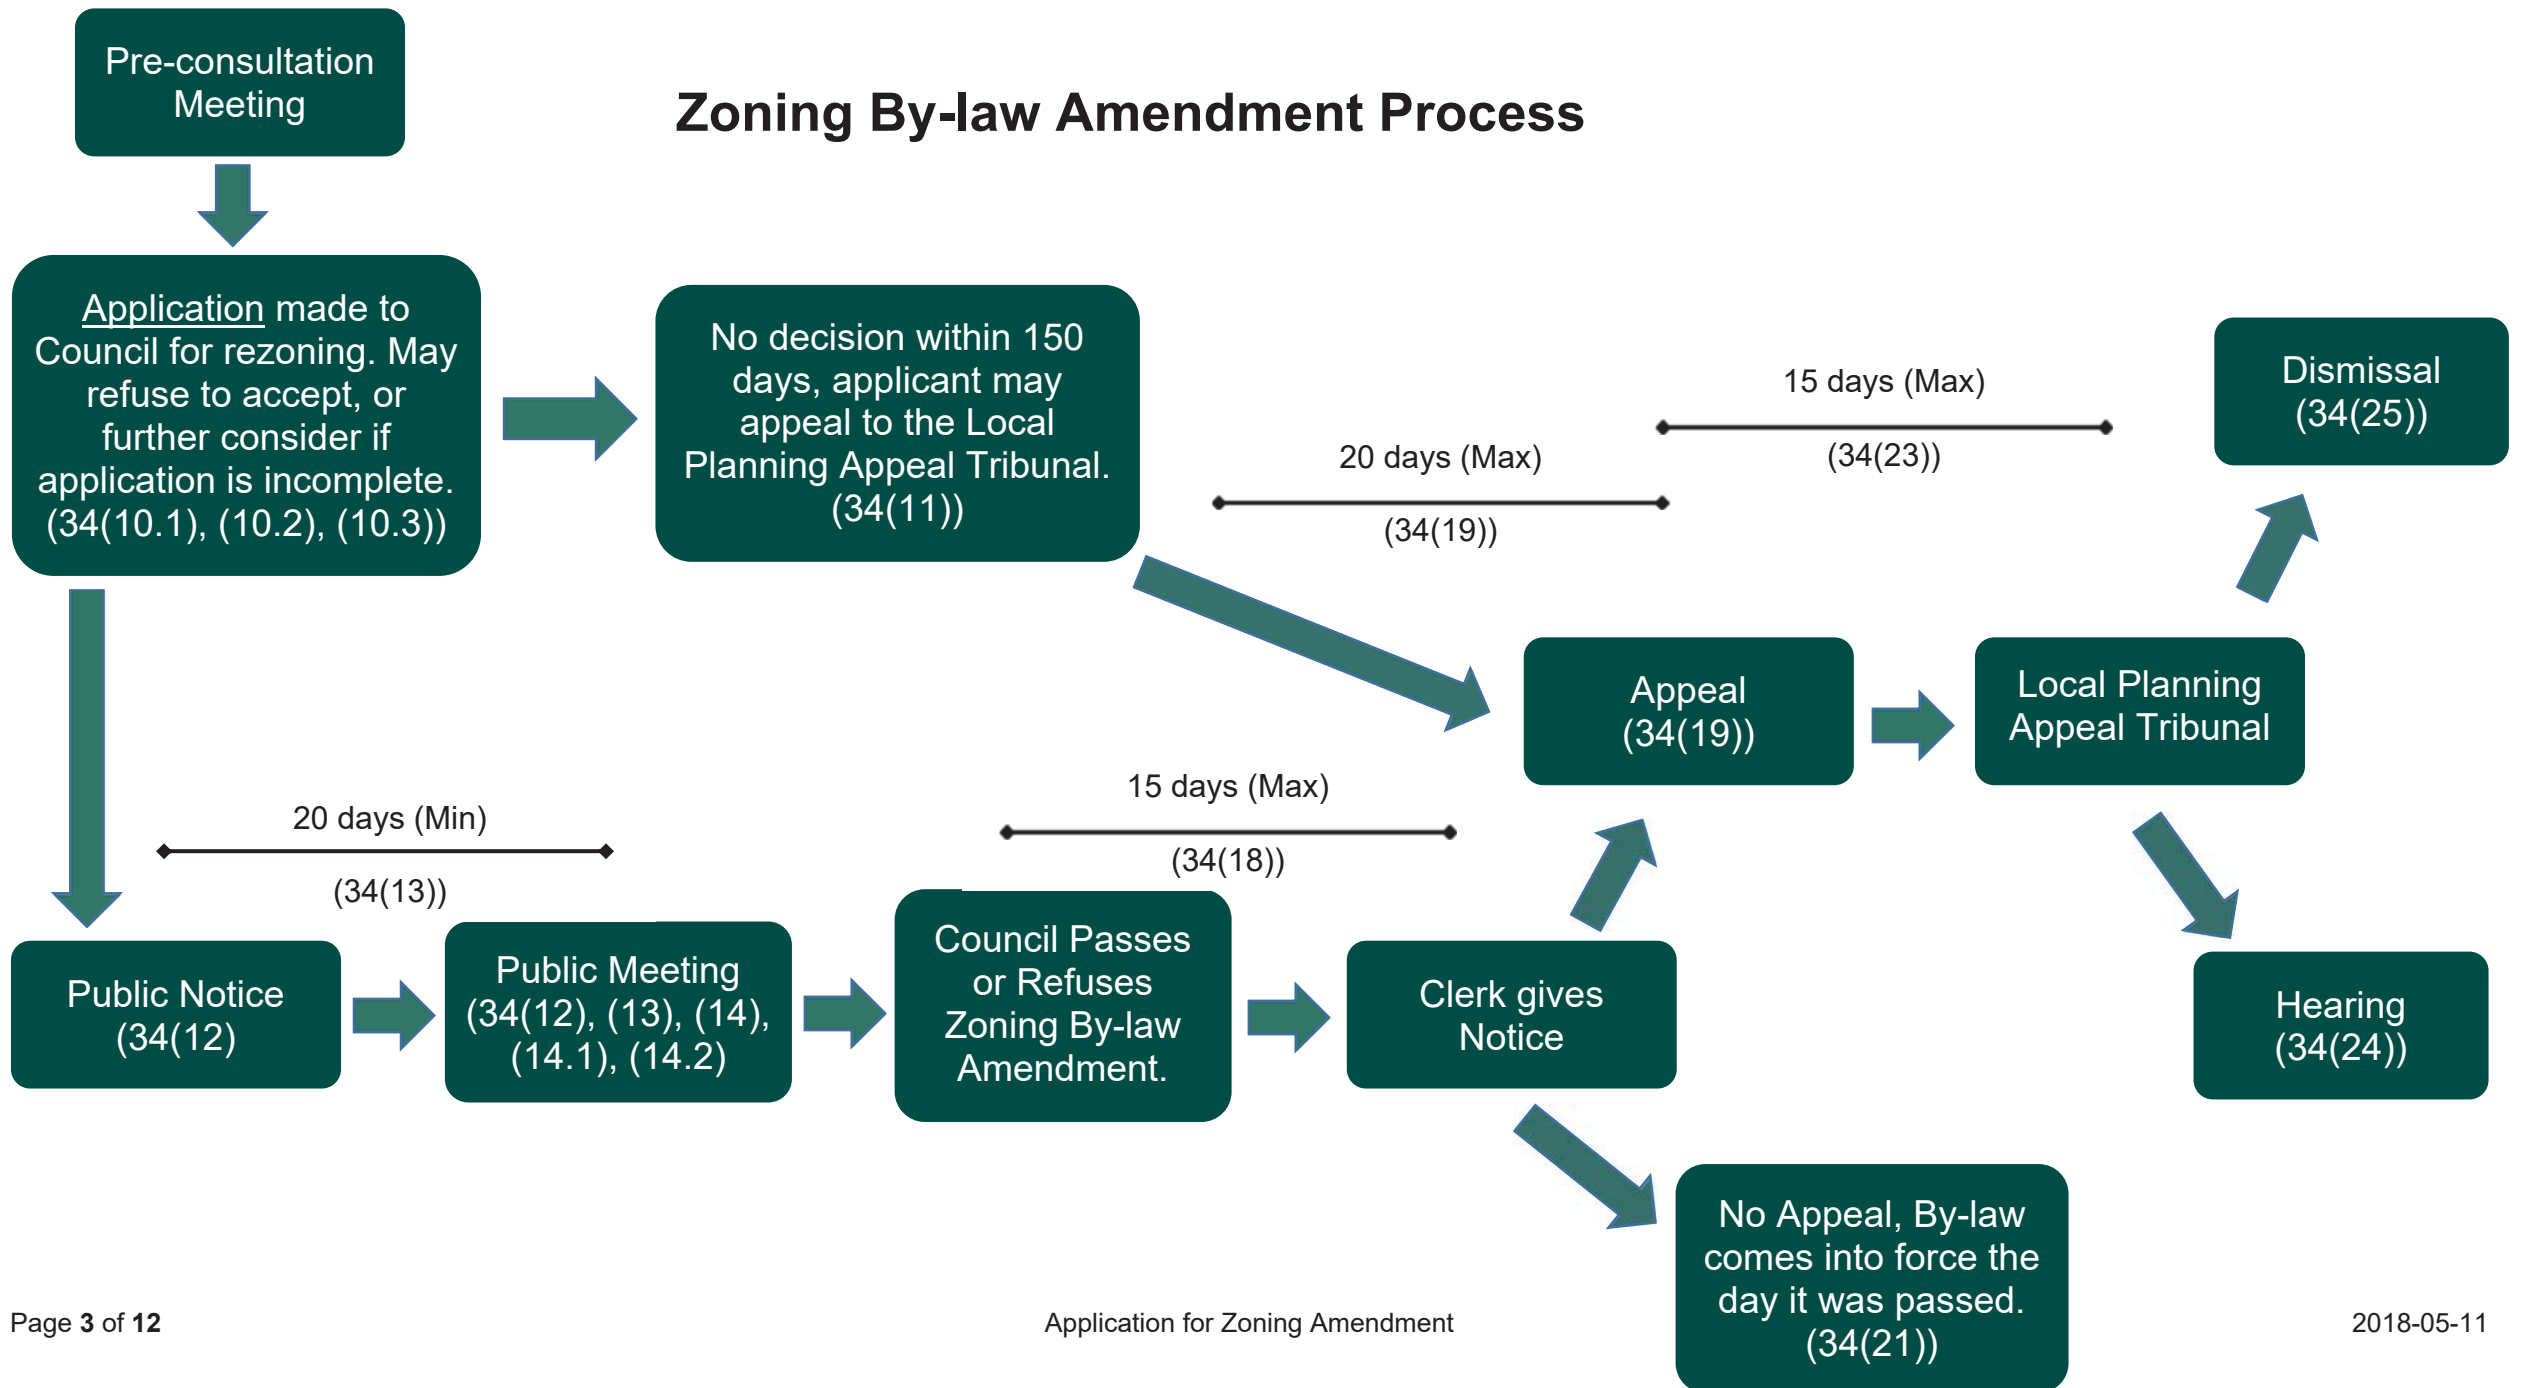 Pre-consultation
Meeting
Zoning By-law Amendment Process
Application made to
Council for rezoning. May
refuse to accept, or
further consider if
application is incomplete.
(34(10.1), (10.2), (10.3))
No decision within 150
days, applicant may
appeal to the Local
Planning Appeal Tribunal.
(34(11))
20 days (Max)
(34(19))
15 days (Max)
(34(23))
Dismissal
(34(25))
Appeal
(34(19))
Local Planning
Appeal Tribunal
20 days (Min)
(34(13))
15 days (Max)
(34(18))
Public Notice
(34(12)
Public Meeting
(34(12), (13), (14),
(14.1), (14.2)
Council Passes
or Refuses
Zoning By-law
Amendment.
Clerk gives
Notice
Hearing
(34(24))
No Appeal, By-law
comes into force the
day it was passed.
(34(21))
Page 3 of 12
Application for Zoning Amendment
2018-05-11